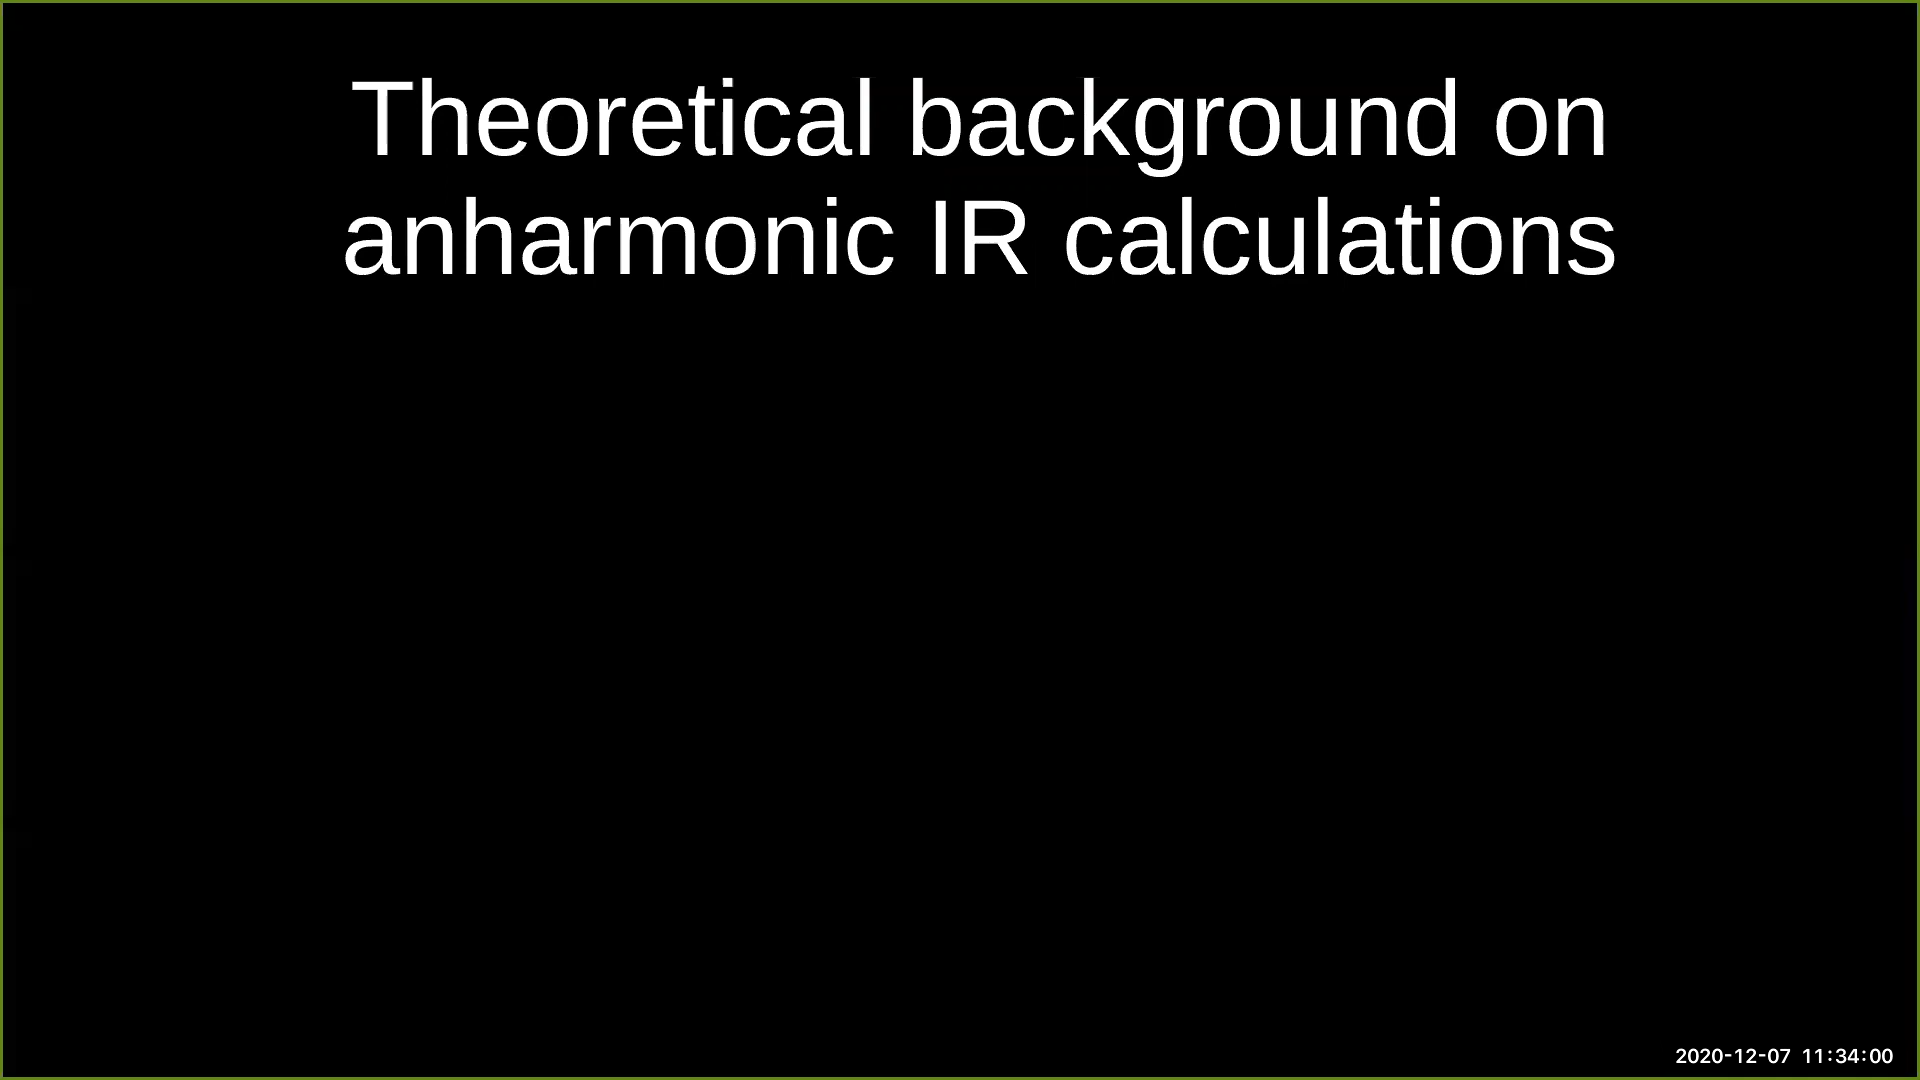 Theoretical background on
anharmonic IR calculations
2020-12-07 11:34:00